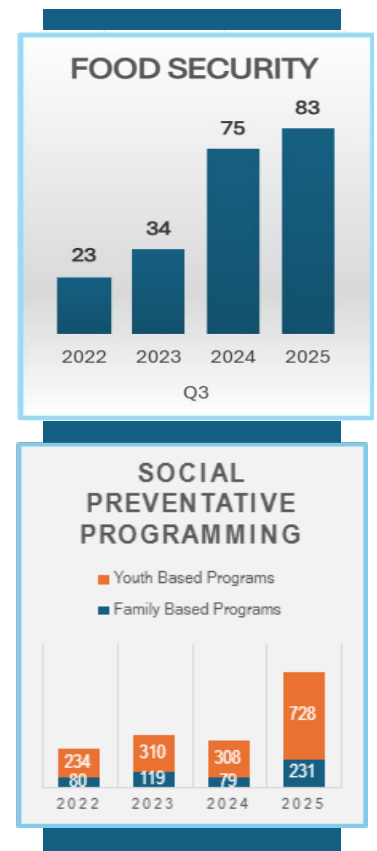 FOOD SECURITY
83
75
34
23
2022 2023 2024 2025
Q3
SOCIAL
PREVENTATIVE
PROGRAMMING
Youth Based Programs
Family Based Programs
728
310
234 308
231
80 119 79
2022 2023 2024 2025